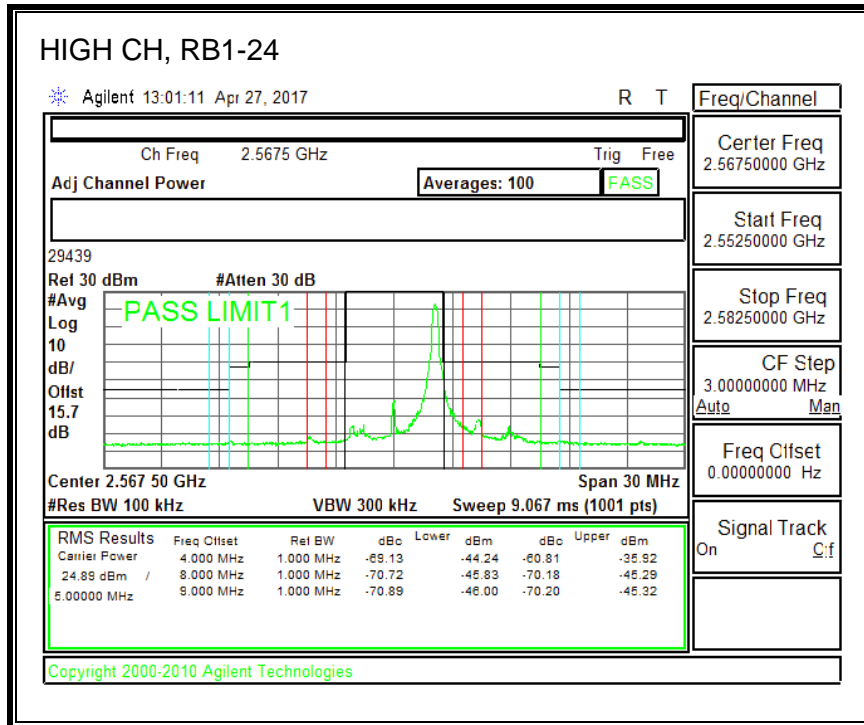 HIGH CH, RB1-24
Agilent 13:01:11 Apr 27, 2017 R T
Freq/Channel
Ch Freq 2.5675 GHz Trig Free
Adj Channel Power Averages: 100 PASS
Center Freq
2.56750000 GHz
Start Freq
2.55250000 GHz
Stop Freq
2.58250000 GHz
CF Step
3.00000000 MHz
Auto Man
Freq Offset
0.00000000 Hz
Signal Track
On Off
29439
Ref 30 dBm #Atten 30 dB
#Avg
Log
10
dB/
Offst
15.7
dB
PASS LIMIT1
Center 2.567 50 GHz Span 30 MHz
#Res BW 100 kHz VBW 300 kHz Sweep 9.067 ms (1001 pts)
RMS Results Freq Offset Ref BW dBc Lower dBm dBc Upper dBm
Carrier Power 4.000 MHz 1.000 MHz -69.13 -44.24 -60.81 -35.92
24.89 dBm / 8.000 MHz 1.000 MHz -70.72 -45.83 -70.18 -45.29
5.00000 MHz 9.000 MHz 1.000 MHz -70.89 -46.00 -70.20 -45.32
Copyright 2000-2010 Agilent Technologies